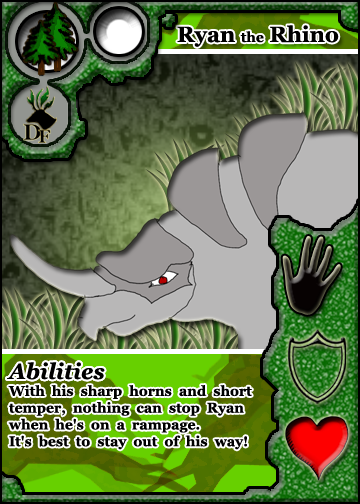 Ryan the Rhino
DF
Abilities
With his sharp horns and short
temper, nothing can stop Ryan
when he's on a rampage.
It's best to stay out of his way!